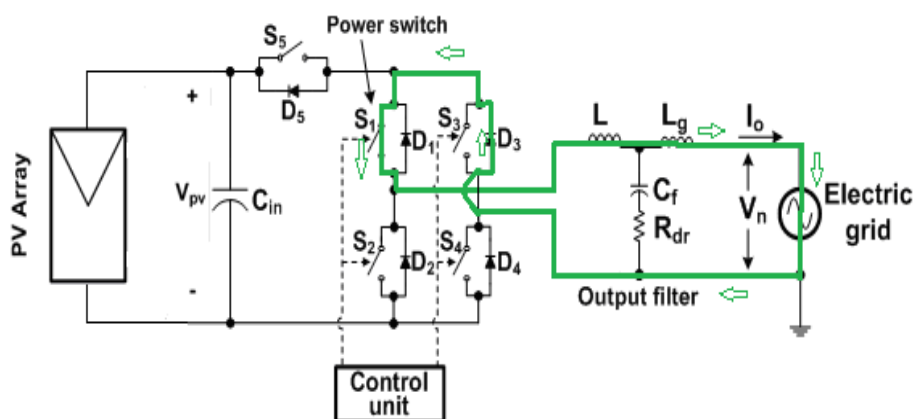 Power switch
S5
D5
+
PV Array
Vpv
Cin
-
S1
D1
S3
D3
S2
D2
S4
D4
L
Lg
Io
Cf
Rdr
Vn
Electric
grid
Output filter
Control
unit